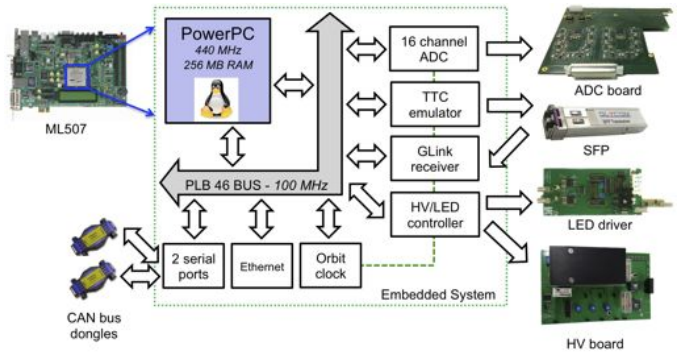 PowerPC
440 MHz
256 MB RAM
16 channel
ADC
ADC board
ML507
TTC
emulator
SFP
GLink
receiver
PLB 46 BUS - 100 MHz
HV/LED
controller
LED driver
2 serial
ports
Ethernet
Orbit
clock
Embedded System
CAN bus
dongles
HV board